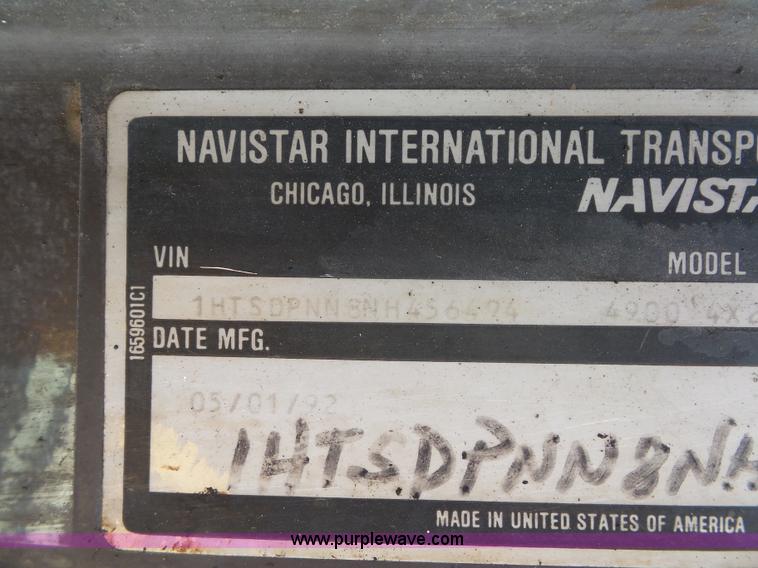 NAVISTAR INTERNATIONAL TRANSP
CHICAGO, ILLINOIS NAVISTA
VIN MODEL
1HTSDPNN8NH456494 4900 4X2
1659601C1
DATE MFG.
05/01/92
1HTSDPNN8NH
MADE IN UNITED STATES OF AMERICA
www.purplewave.com